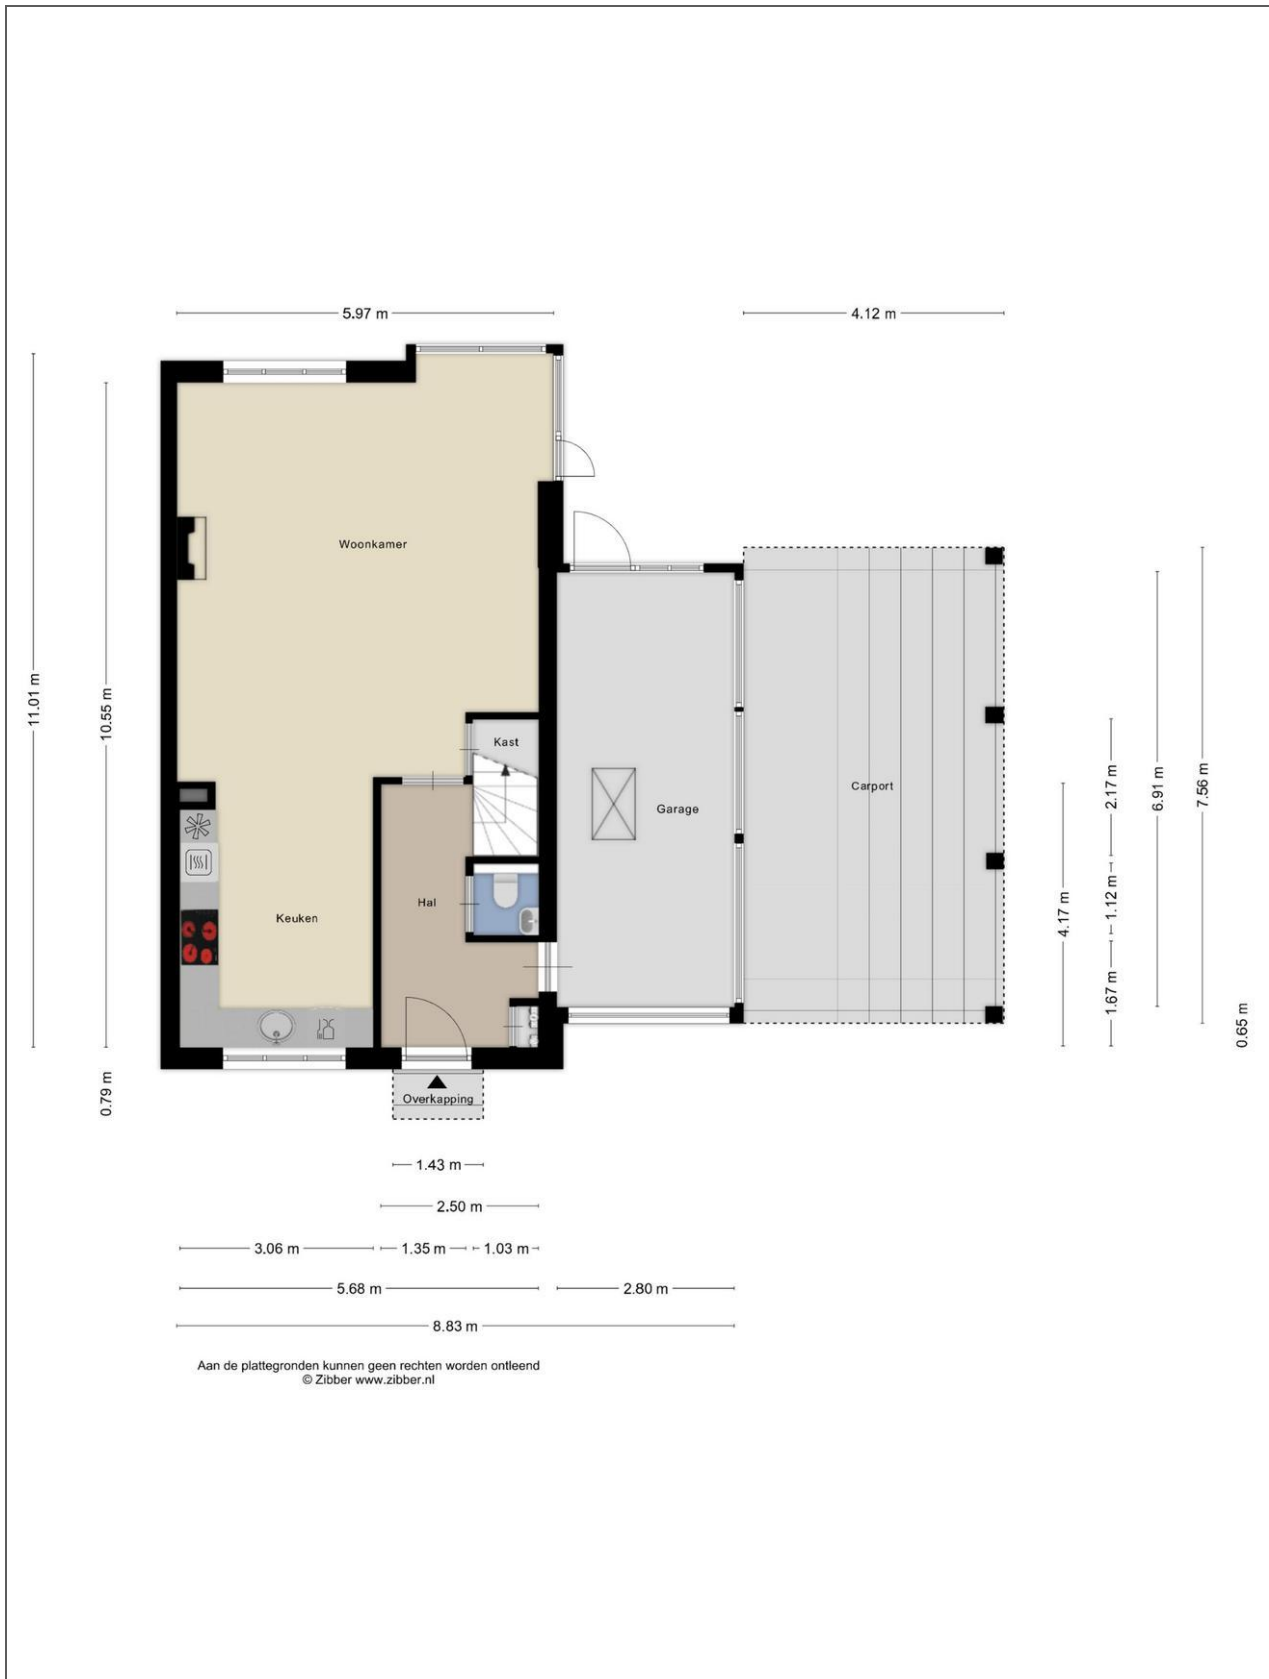 5.97 m
4.12 m
Woonkamer
Kast
Garage
Carport
Hal
Keuken
Overkapping
11.01 m
10.55 m
0.79 m
4.17 m
2.17 m
1.12 m
1.67 m
6.91 m
7.56 m
0.65 m
1.43 m
2.50 m
3.06 m
1.35 m
1.03 m
5.68 m
2.80 m
8.83 m
Aan de plattegronden kunnen geen rechten worden ontleend
© Zibber www.zibber.nl